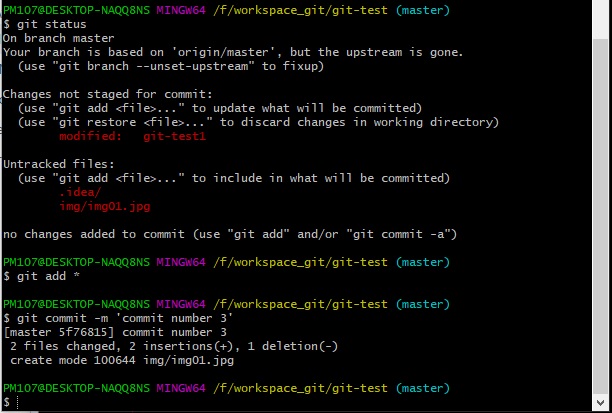 PM107@DESKTOP-NAQQ8NS MINGW64 /f/workspace_git/git-test (master)
$ git status
On branch master
Your branch is based on 'origin/master', but the upstream is gone.
  (use "git branch --unset-upstream" to fixup)

Changes not staged for commit:
  (use "git add <file>..." to update what will be committed)
  (use "git restore <file>..." to discard changes in working directory)
        modified:   git-test1

Untracked files:
  (use "git add <file>..." to include in what will be committed)
        .idea/
        img/img01.jpg

no changes added to commit (use "git add" and/or "git commit -a")

PM107@DESKTOP-NAQQ8NS MINGW64 /f/workspace_git/git-test (master)
$ git add *

PM107@DESKTOP-NAQQ8NS MINGW64 /f/workspace_git/git-test (master)
$ git commit -m 'commit number 3'
[master 5f76815] commit number 3
 2 files changed, 2 insertions(+), 1 deletion(-)
 create mode 100644 img/img01.jpg

PM107@DESKTOP-NAQQ8NS MINGW64 /f/workspace_git/git-test (master)
$